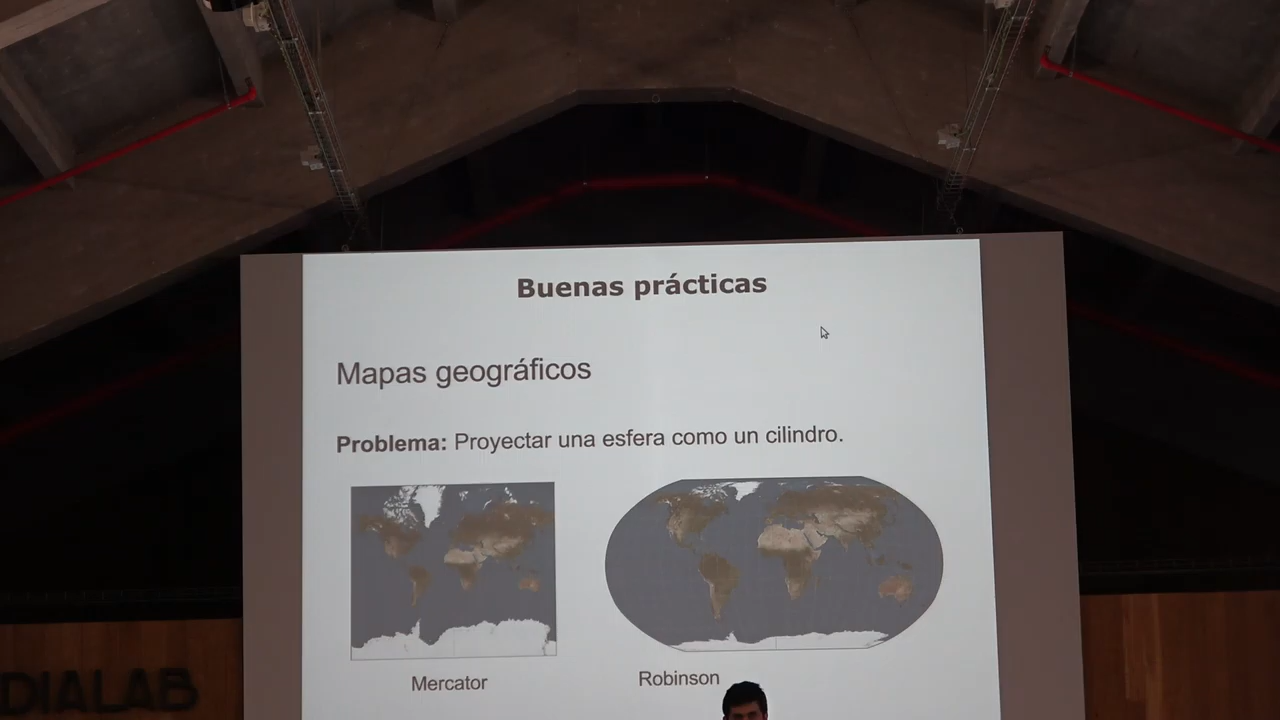 Buenas prácticas
Mapas geográficos
Problema: Proyectar una esfera como un cilindro.
Mercator
Robinson
DIALAB